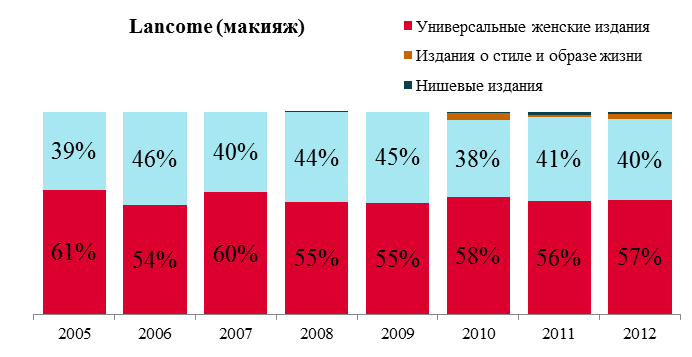 Lancome (макияж)
Универсальные женские издания
Издания о стиле и образе жизни
Нишевые издания
39% 46% 40% 44% 45% 38% 41% 40%
61% 54% 60% 55% 55% 58% 56% 57%
2005 2006 2007 2008 2009 2010 2011 2012